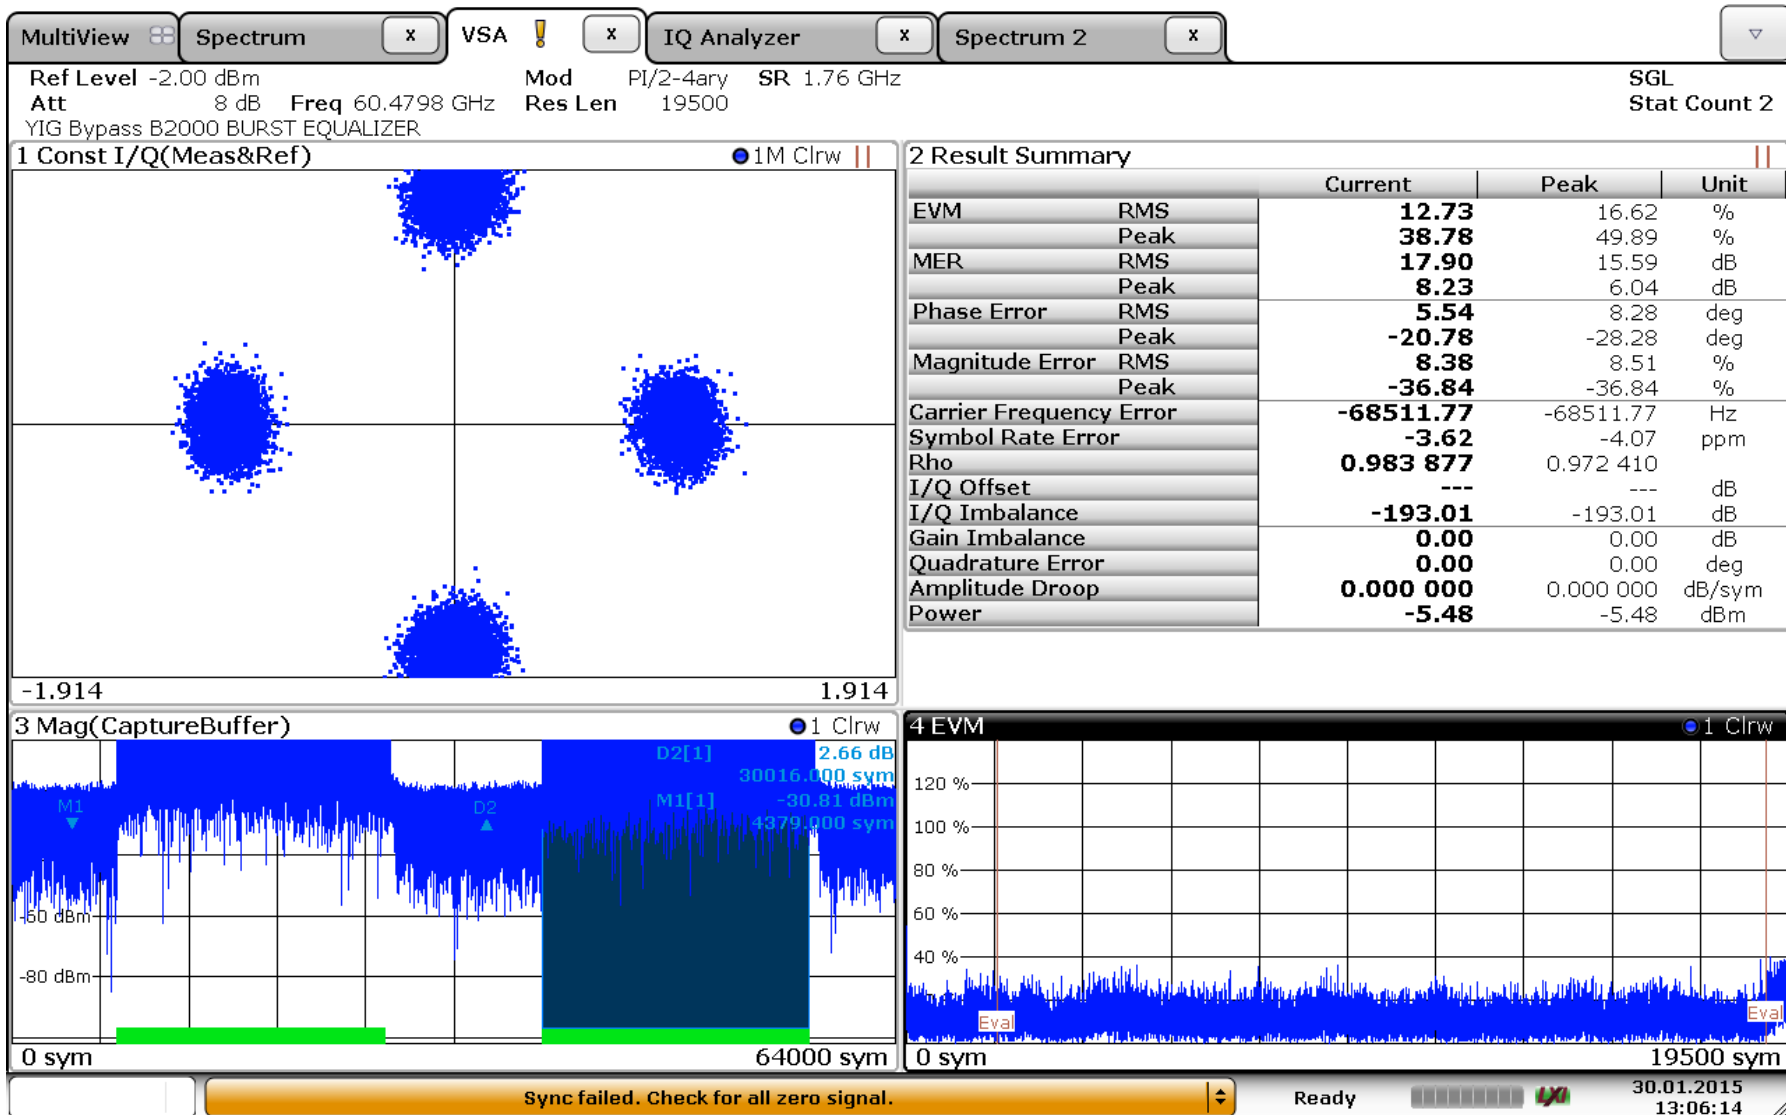 MultiView Spectrum x VSA ! x IQ Analyzer x Spectrum 2 x
Ref Level -2.00 dBm Mod PI/2-4ary SR 1.76 GHz SGL
Att 8 dB Freq 60.4798 GHz Res Len 19500 Stat Count 2
YIG Bypass B2000 BURST EQUALIZER
1 Const I/Q(Meas&Ref) 1M Clrw
-1.914 1.914
2 Result Summary
Current Peak Unit
EVM RMS 12.73 16.62 %
Peak 38.78 49.89 %
MER RMS 17.90 15.59 dB
Peak 8.23 6.04 dB
Phase Error RMS 5.54 8.28 deg
Peak -20.78 -28.28 deg
Magnitude Error RMS 8.38 8.51 %
Peak -36.84 -36.84 %
Carrier Frequency Error -68511.77 -68511.77 Hz
Symbol Rate Error -3.62 -4.07 ppm
Rho 0.983 877 0.972 410
I/Q Offset --- --- dB
I/Q Imbalance -193.01 -193.01 dB
Gain Imbalance 0.00 0.00 dB
Quadrature Error 0.00 0.00 deg
Amplitude Droop 0.000 000 0.000 000 dB/sym
Power -5.48 -5.48 dBm
3 Mag(CaptureBuffer) 1 Clrw
D2[1] 2.66 dB
30016.000 sym
M1[1] -30.81 dBm
4379.000 sym
M1
D2
-60 dBm
-80 dBm
0 sym 64000 sym
4 EVM 1 Clrw
120 %
100 %
80 %
60 %
40 %
Eval Eval
0 sym 19500 sym
Sync failed. Check for all zero signal. Ready LXI 30.01.2015
13:06:14